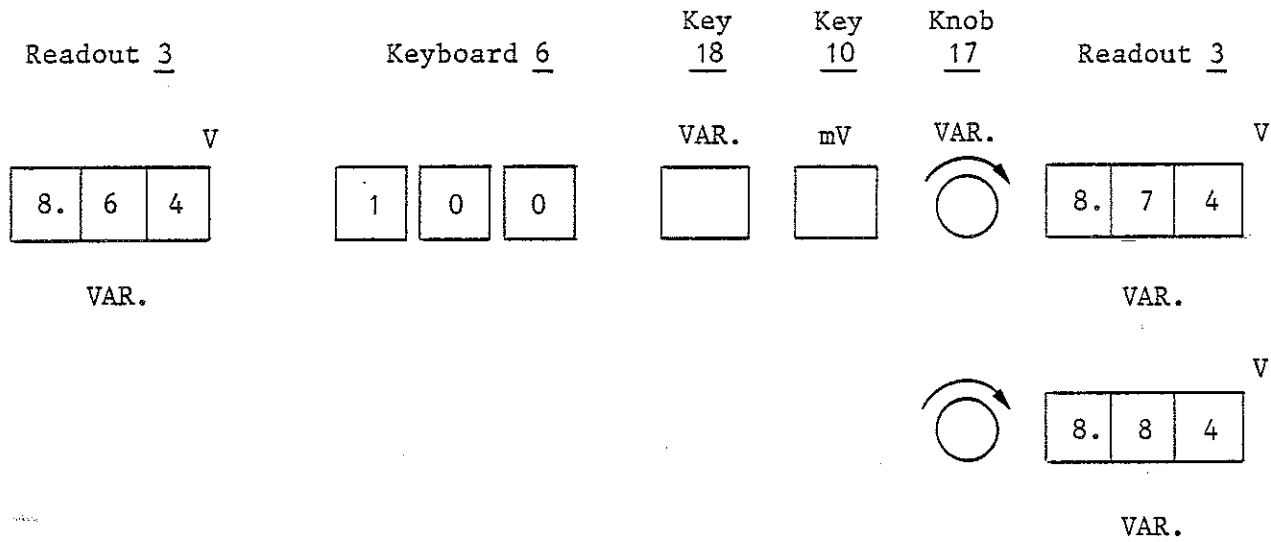 Key Key Knob
Readout 3 Keyboard 6 18 10 17 Readout 3
V VAR. mV VAR. V
8. 6 4 1 0 0 8. 7 4
VAR. VAR.
V
8. 8 4
VAR.